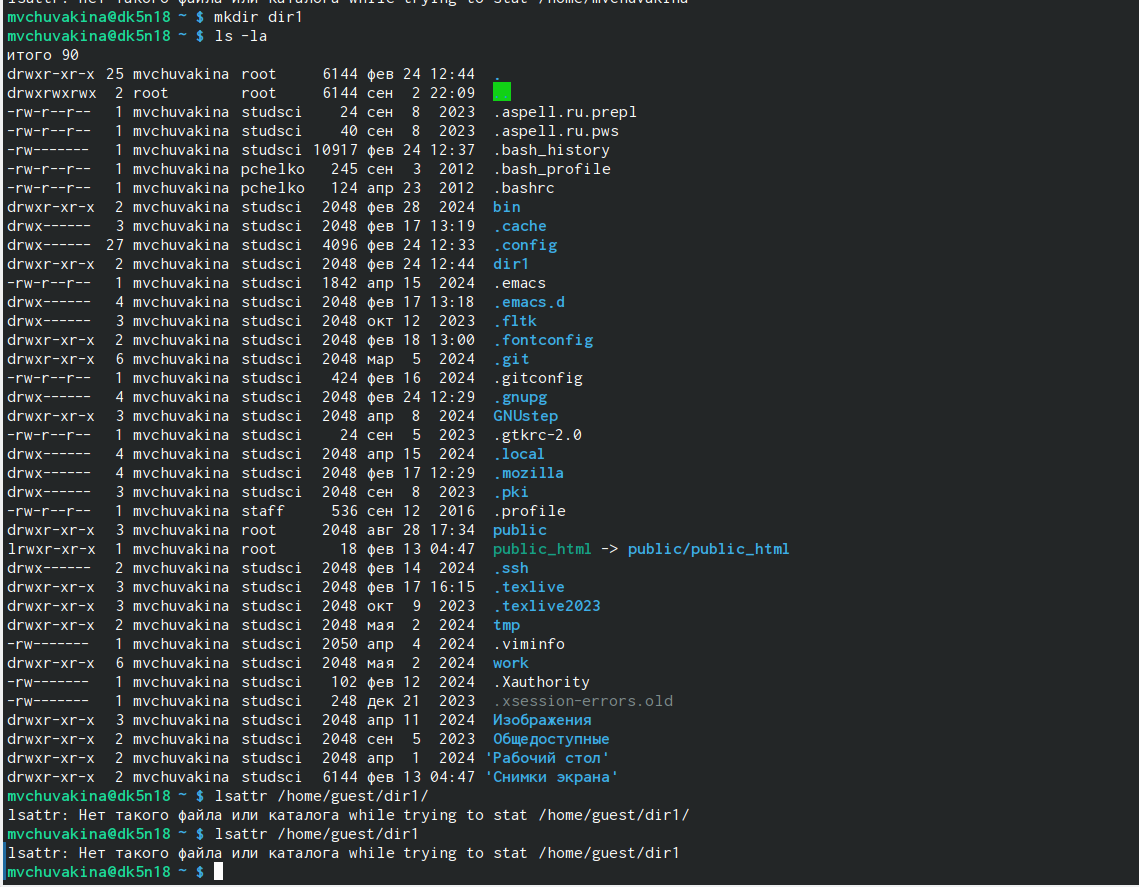 lsattr: Нет такого файла или каталога while trying to stat /home/mvchuvakina
mvchuvakina@dk5n18 ~ $ mkdir dir1
mvchuvakina@dk5n18 ~ $ ls -la
итого 90
drwxr-xr-x 25 mvchuvakina root     6144 фев 24 12:44  .
drwxrwxrwx  2 root        root     6144 сен  2 22:09
-rw-r--r--  1 mvchuvakina studsci    24 сен  8  2023  .aspell.ru.prepl
-rw-r--r--  1 mvchuvakina studsci    40 сен  8  2023  .aspell.ru.pws
-rw-------  1 mvchuvakina studsci 10917 фев 24 12:37  .bash_history
-rw-r--r--  1 mvchuvakina pchelko   245 сен  3  2012  .bash_profile
-rw-r--r--  1 mvchuvakina pchelko   124 апр 23  2012  .bashrc
drwxr-xr-x  2 mvchuvakina studsci  2048 фев 28  2024  bin
drwx------  3 mvchuvakina studsci  2048 фев 17 13:19  .cache
drwx------ 27 mvchuvakina studsci  4096 фев 24 12:33  .config
drwxr-xr-x  2 mvchuvakina studsci  2048 фев 24 12:44  dir1
-rw-r--r--  1 mvchuvakina studsci  1842 апр 15  2024  .emacs
drwx------  4 mvchuvakina studsci  2048 фев 17 13:18  .emacs.d
drwx------  3 mvchuvakina studsci  2048 окт 12  2023  .fltk
drwxr-xr-x  2 mvchuvakina studsci  2048 фев 18 13:00  .fontconfig
drwxr-xr-x  6 mvchuvakina studsci  2048 мар  5  2024  .git
-rw-r--r--  1 mvchuvakina studsci   424 фев 16  2024  .gitconfig
drwx------  4 mvchuvakina studsci  2048 фев 24 12:29  .gnupg
drwxr-xr-x  3 mvchuvakina studsci  2048 апр  8  2024  GNUstep
-rw-r--r--  1 mvchuvakina studsci    24 сен  5  2023  .gtkrc-2.0
drwx------  4 mvchuvakina studsci  2048 апр 15  2024  .local
drwx------  4 mvchuvakina studsci  2048 фев 17 12:29  .mozilla
drwx------  3 mvchuvakina studsci  2048 сен  8  2023  .pki
-rw-r--r--  1 mvchuvakina staff     536 сен 12  2016  .profile
drwxr-xr-x  3 mvchuvakina root     2048 авг 28 17:34  public
lrwxr-xr-x  1 mvchuvakina root       18 фев 13 04:47  public_html -> public/public_html
drwx------  2 mvchuvakina studsci  2048 фев 14  2024  .ssh
drwxr-xr-x  3 mvchuvakina studsci  2048 фев 17 16:15  .texlive
drwxr-xr-x  3 mvchuvakina studsci  2048 окт  9  2023  .texlive2023
drwxr-xr-x  2 mvchuvakina studsci  2048 мая  2  2024  tmp
-rw-------  1 mvchuvakina studsci  2050 апр  4  2024  .viminfo
drwxr-xr-x  6 mvchuvakina studsci  2048 мая  2  2024  work
-rw-------  1 mvchuvakina studsci   102 фев 12  2024  .Xauthority
-rw-------  1 mvchuvakina studsci   248 дек 21  2023  .xsession-errors.old
drwxr-xr-x  3 mvchuvakina studsci  2048 апр 11  2024  Изображения
drwxr-xr-x  2 mvchuvakina studsci  2048 сен  5  2023  Общедоступные
drwxr-xr-x  2 mvchuvakina studsci  2048 апр  1  2024 'Рабочий стол'
drwxr-xr-x  2 mvchuvakina studsci  6144 фев 13 04:47 'Снимки экрана'
mvchuvakina@dk5n18 ~ $ lsattr /home/guest/dir1/
lsattr: Нет такого файла или каталога while trying to stat /home/guest/dir1/
mvchuvakina@dk5n18 ~ $ lsattr /home/guest/dir1
lsattr: Нет такого файла или каталога while trying to stat /home/guest/dir1
mvchuvakina@dk5n18 ~ $